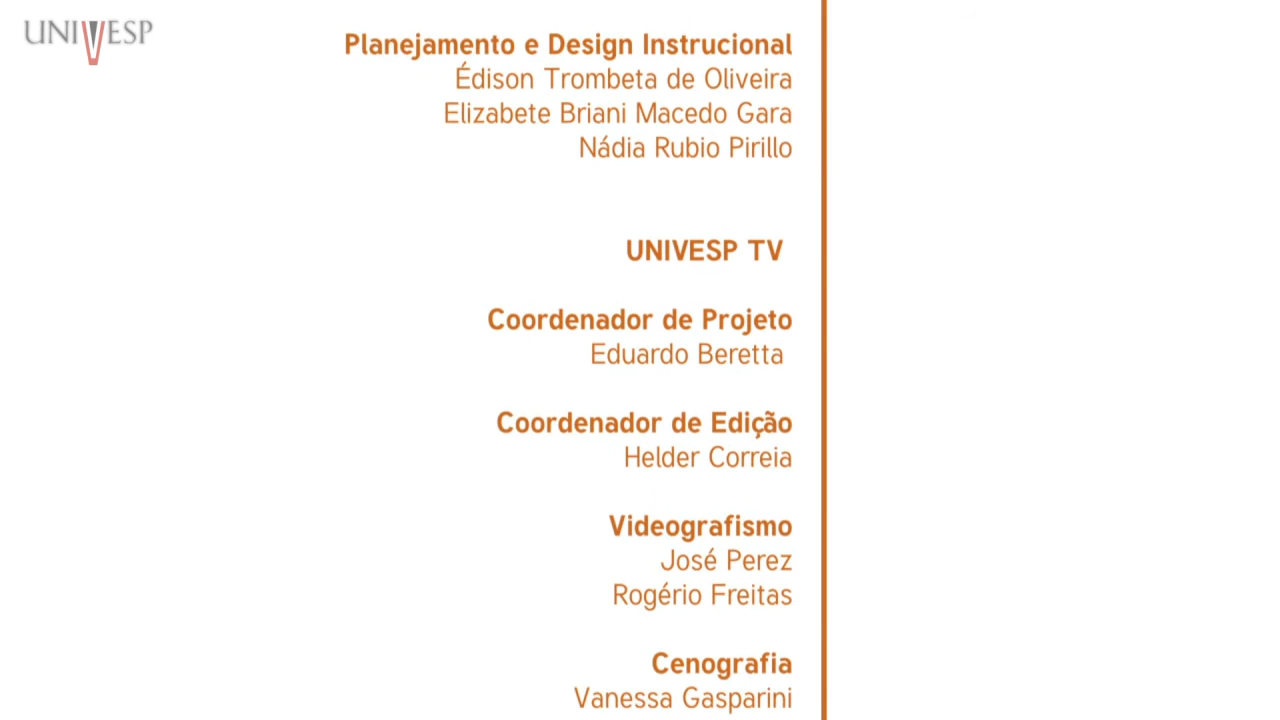 UNIVESP
Planejamento e Design Instrucional
Édison Trombeta de Oliveira
Elizabete Briani Macedo Gara
Nádia Rubio Pirillo
UNIVESP TV
Coordenador de Projeto
Eduardo Beretta
Coordenador de Edição
Helder Correia
Videografismo
José Perez
Rogério Freitas
Cenografia
Vanessa Gasparini